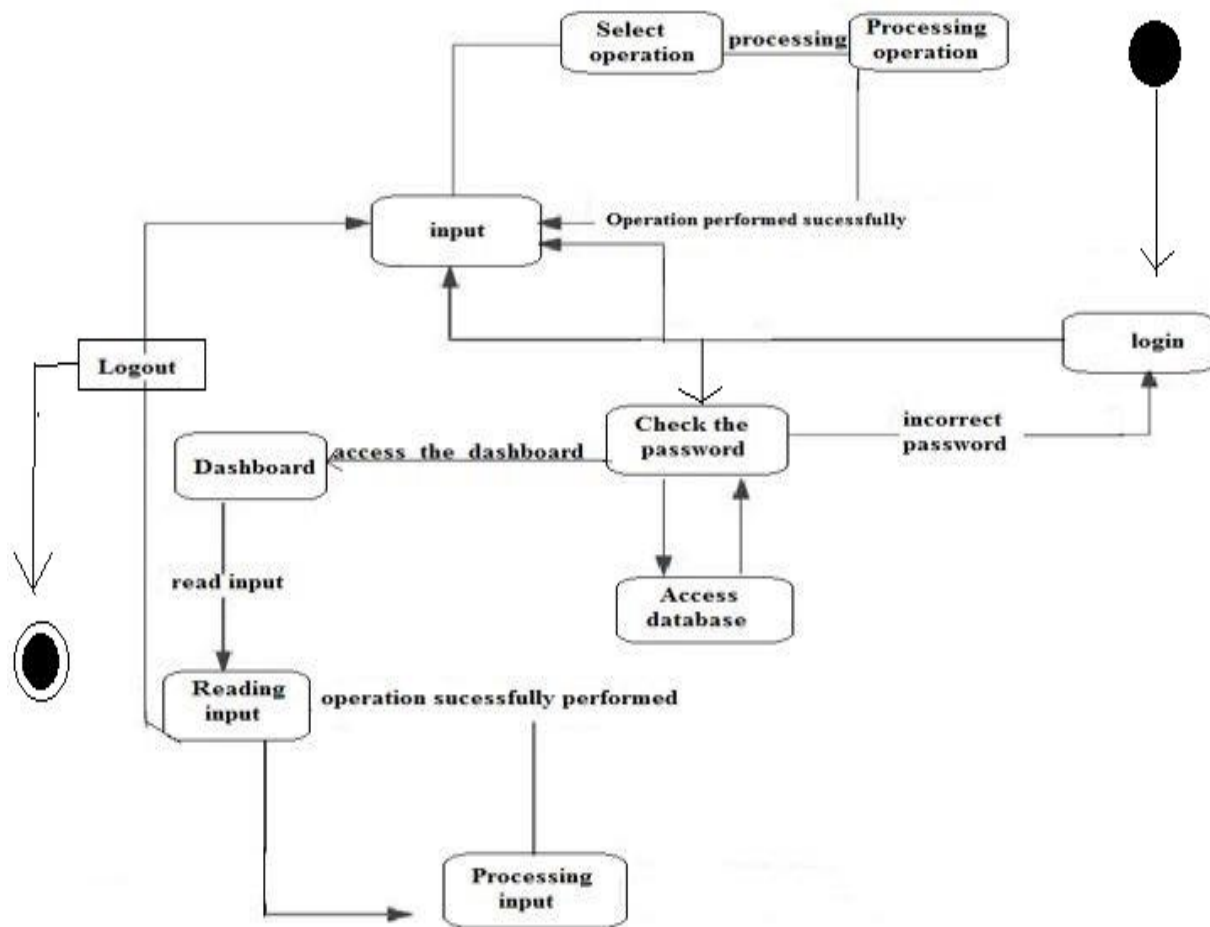 Select
operation
processing
Processing
operation
input
Operation performed sucessfully
login
Logout
Check the
password
incorrect
password
access the dashboard
Dashboard
read input
Access
database
Reading
input
operation sucessfully performed
Processing
input